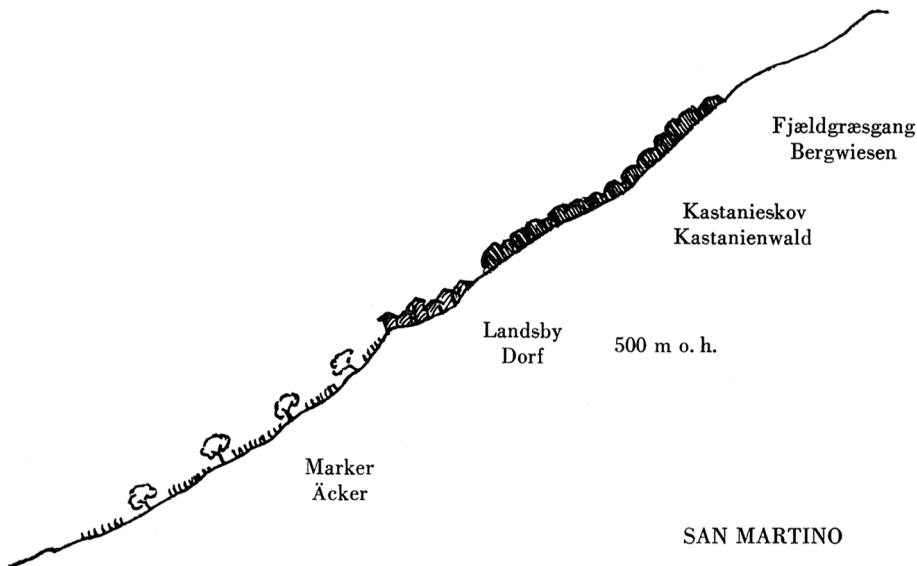 Fjældgræsgang
Bergwiesen
Kastanieskov
Kastanienwald
Landsby
Dorf
500 m o. h.
Marker
Äcker
SAN MARTINO